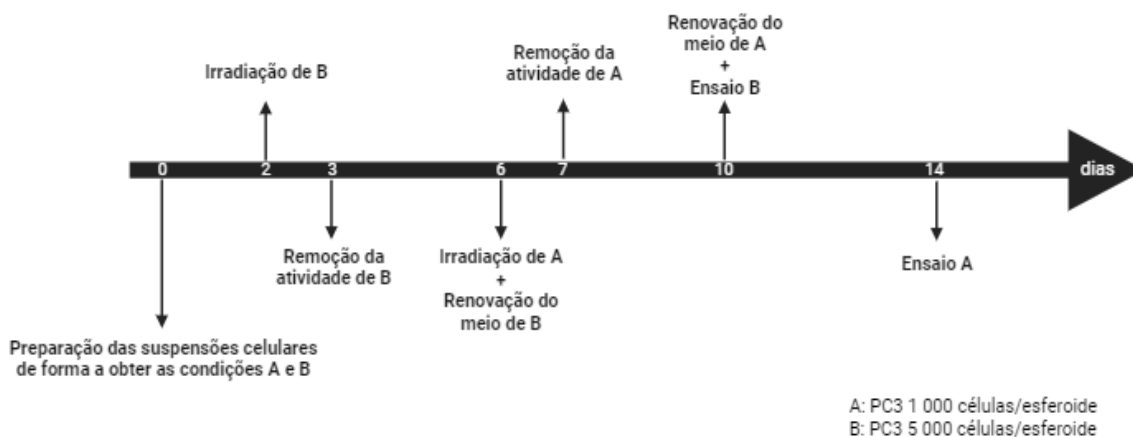 Irradiação de B
Remoção da
atividade de A
Renovação do
meio de A
+
Ensaio B
0
2
3
6
7
10
14
dias
Remoção da
atividade de B
Irradiação de A
+
Renovação do
meio de B
Ensaio A
Preparação das suspensões celulares
de forma a obter as condições A e B
A: PC3 1 000 células/esferoide
B: PC3 5 000 células/esferoide